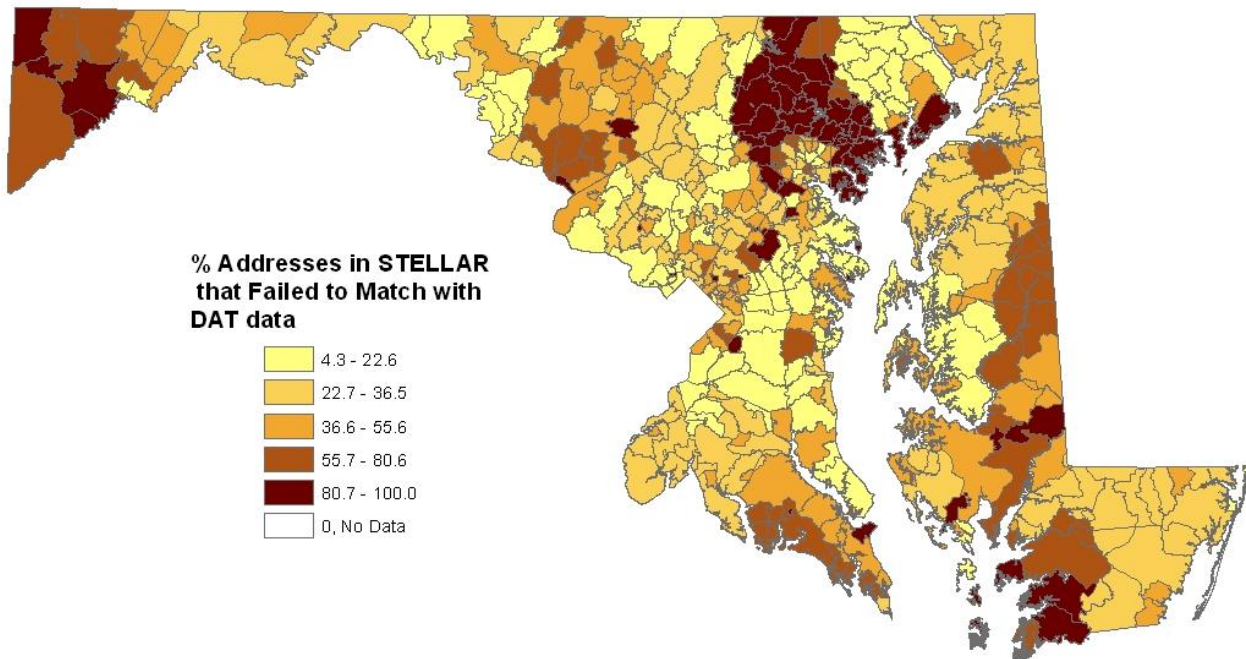 % Addresses in STELLAR
that Failed to Match with
DAT data
4.3 - 22.6
22.7 - 36.5
36.6 - 55.6
55.7 - 80.6
80.7 - 100.0
0, No Data